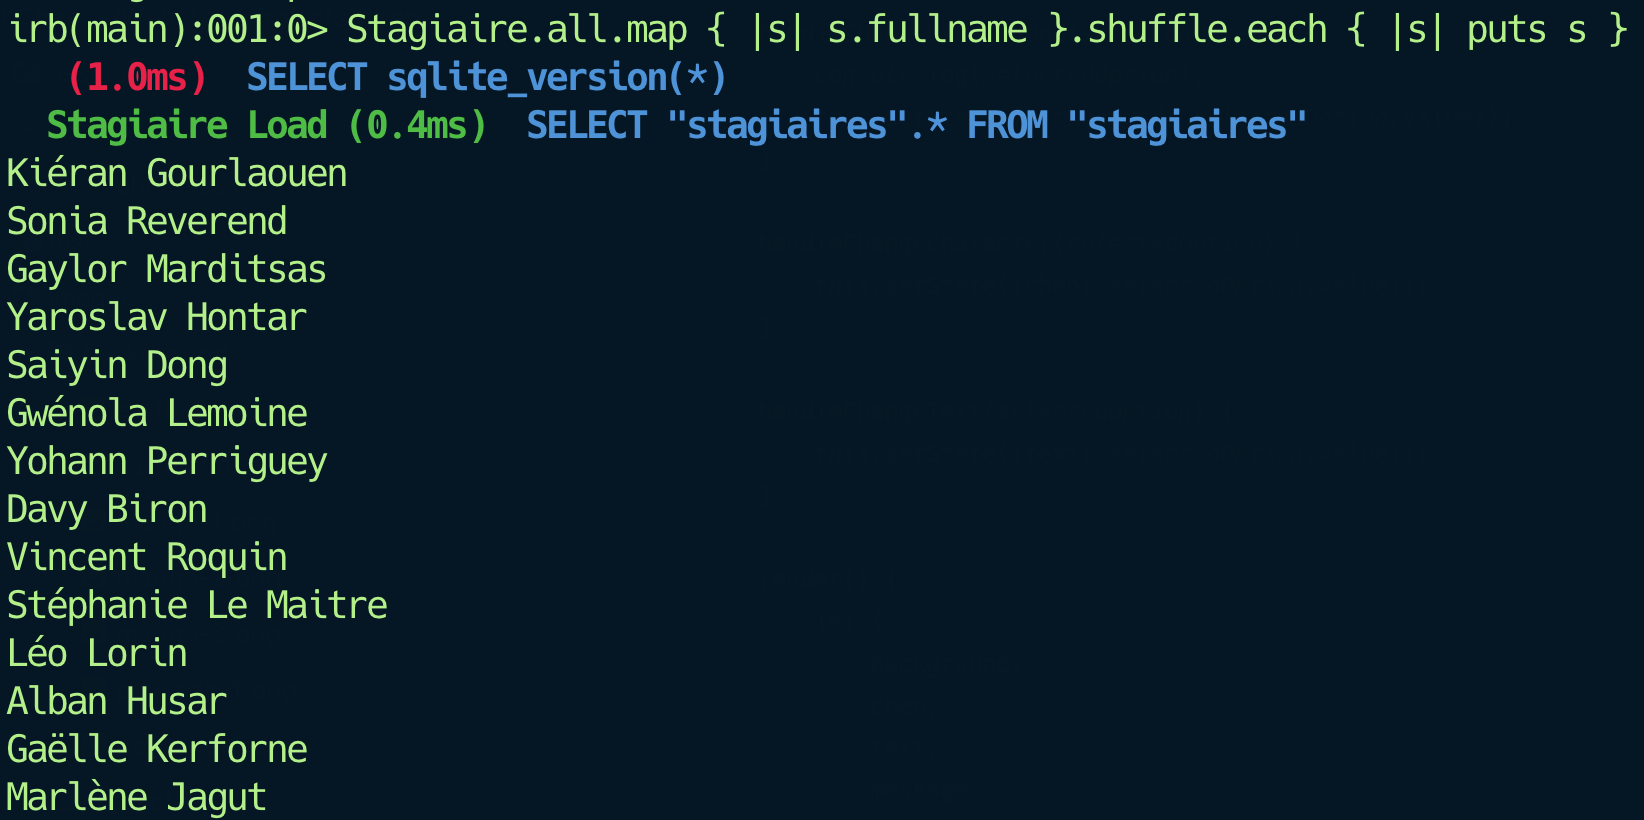 irb(main):001:0> Stagiaire.all.map { |s| s.fullname }.shuffle.each { |s| puts s }
(1.0ms) SELECT sqlite_version(*)
Stagiaire Load (0.4ms) SELECT "stagiaires".* FROM "stagiaires"
Kiéran Gourlaouen
Sonia Reverend
Gaylor Marditsas
Yaroslav Hontar
Saiyin Dong
Gwénola Lemoine
Yohann Perriguey
Davy Biron
Vincent Roquin
Stéphanie Le Maitre
Léo Lorin
Alban Husar
Gaëlle Kerforne
Marlène Jagut